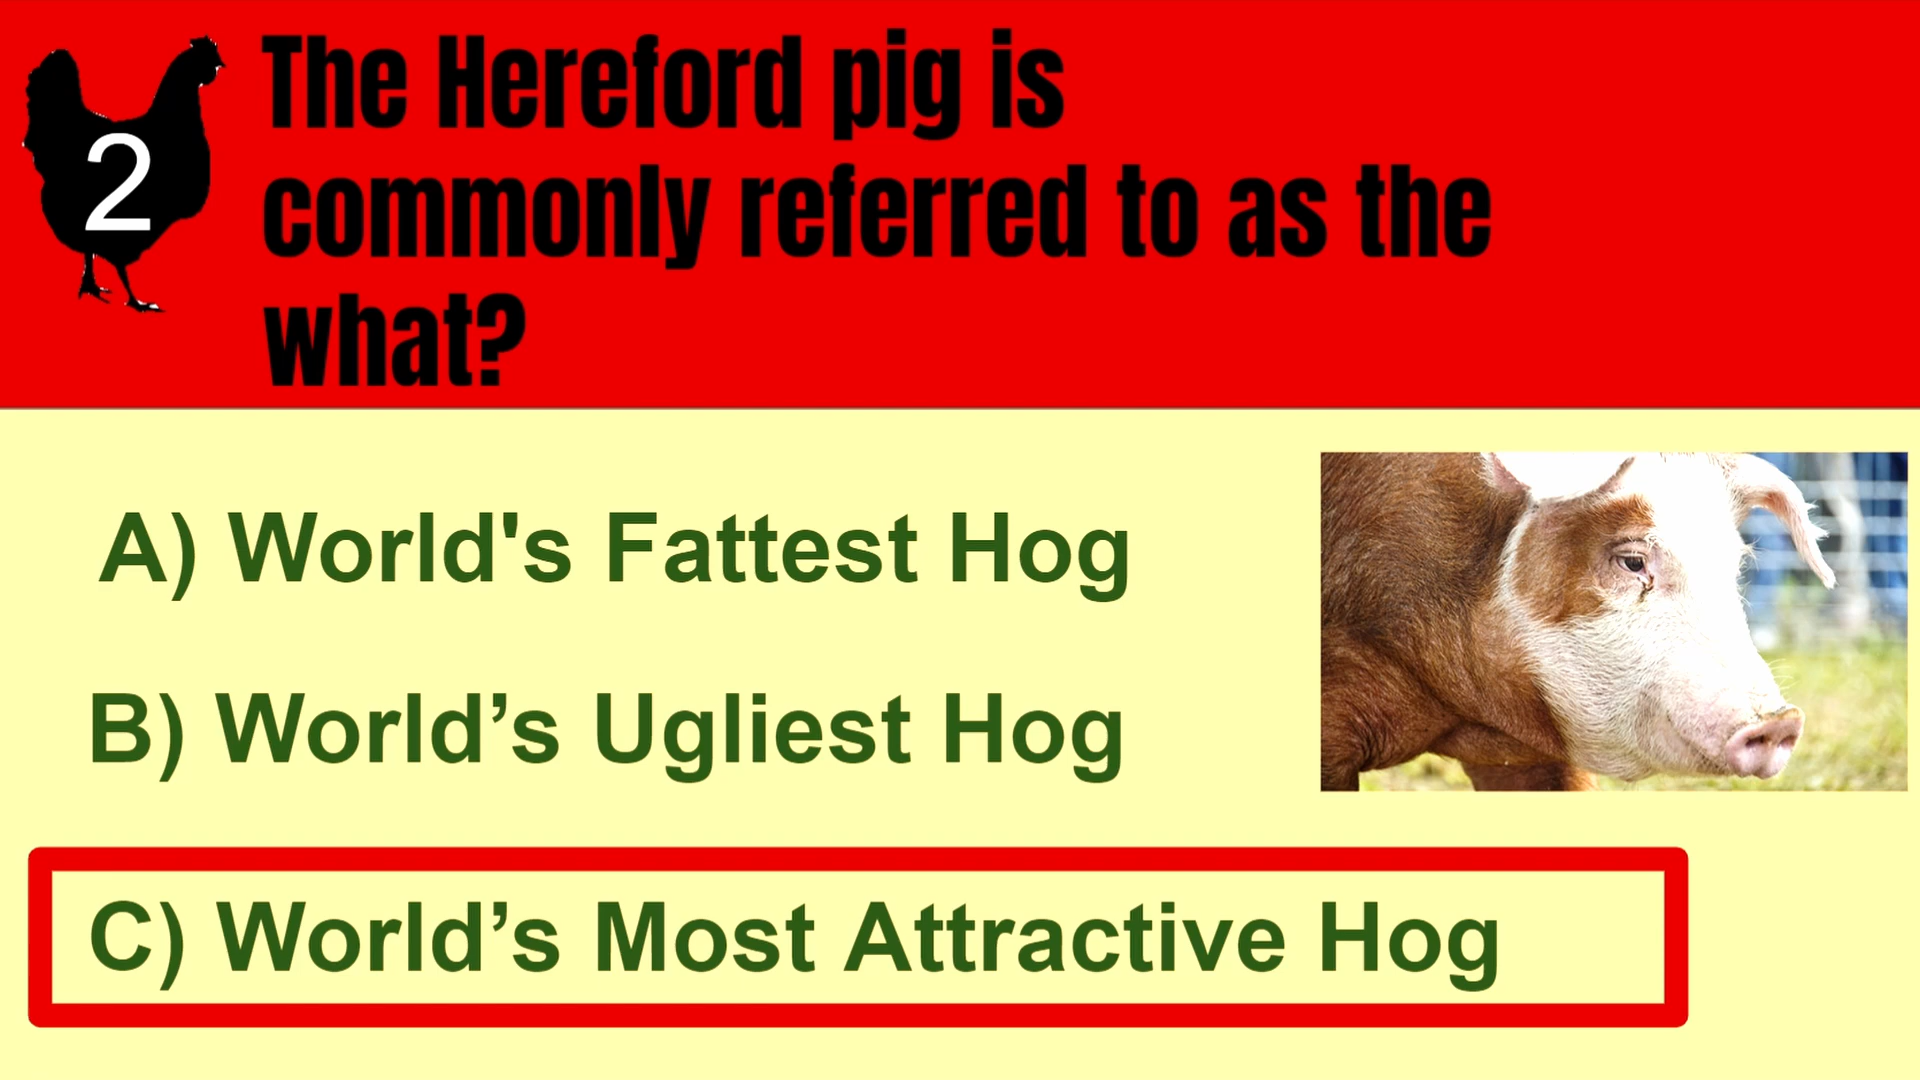 2
The Hereford pig is
commonly referred to as the
what?
A) World's Fattest Hog
B) World’s Ugliest Hog
C) World’s Most Attractive Hog